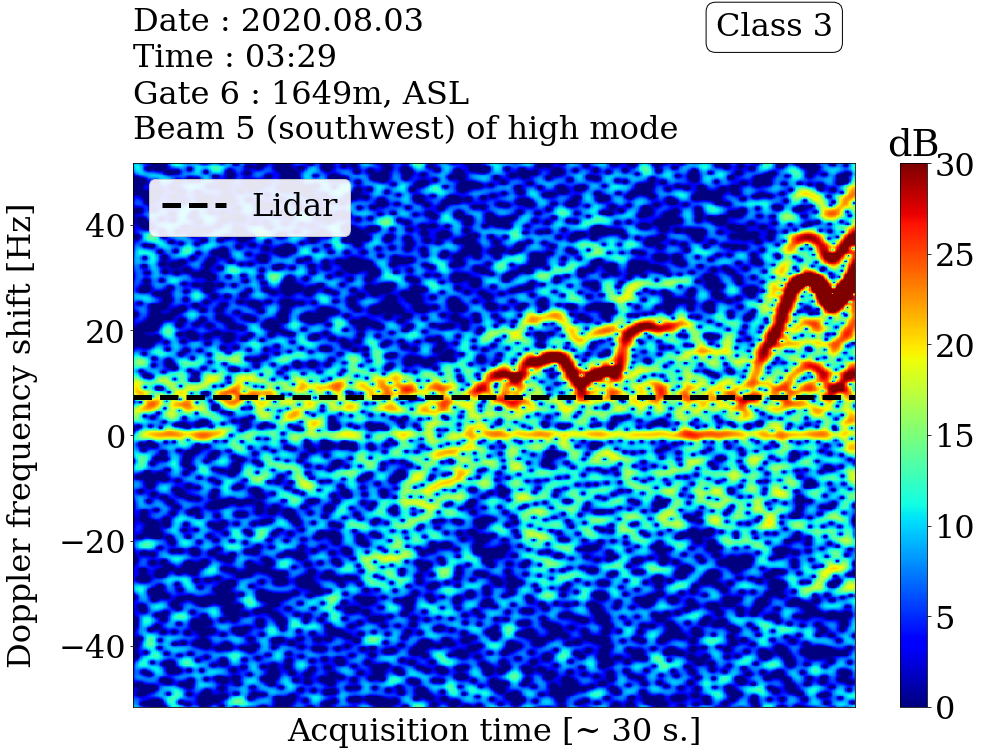 Date : 2020.08.03
Time : 03:29
Gate 6 : 1649m, ASL
Beam 5 (southwest) of high mode
Class 3
dB
Lidar
Doppler frequency shift [Hz]
40
20
0
−20
−40
30
25
20
15
10
5
0
Acquisition time [~ 30 s.]